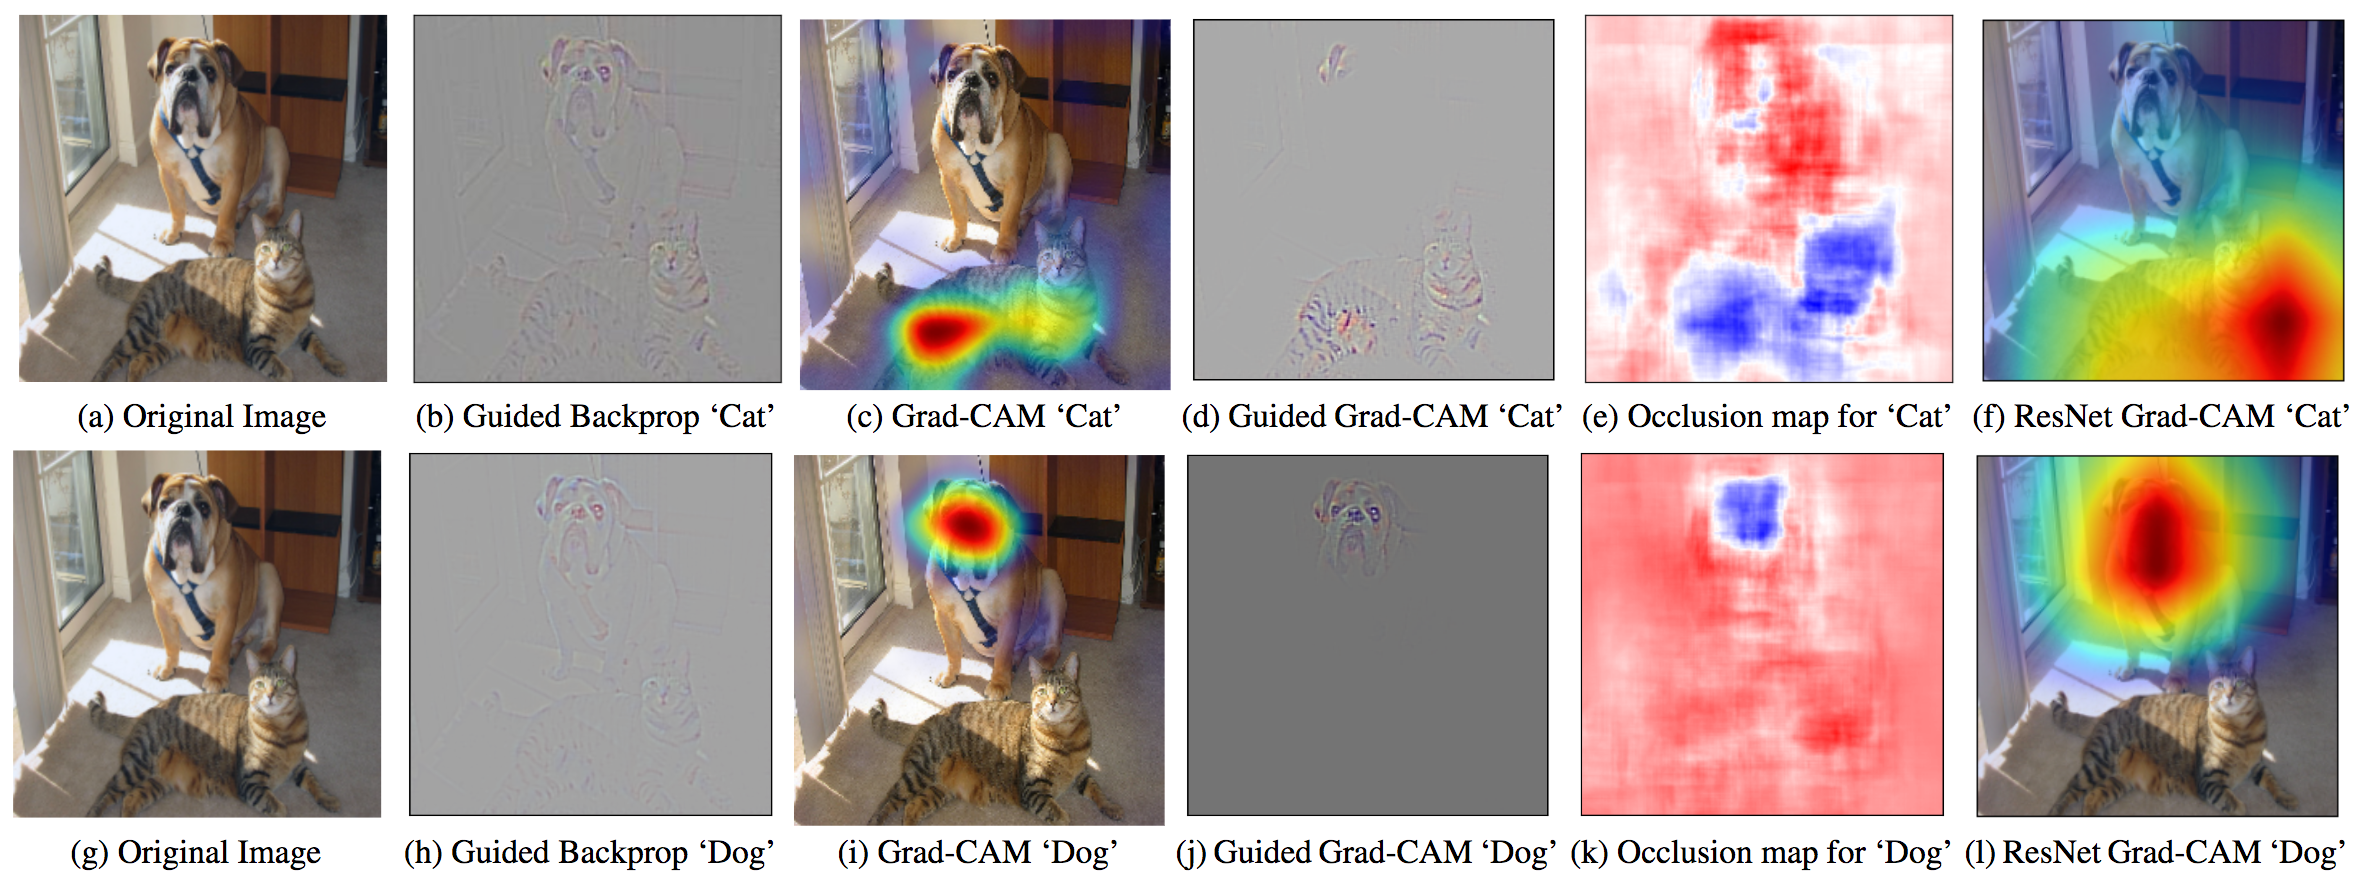 (a) Original Image
(b) Guided Backprop ‘Cat’
(c) Grad-CAM ‘Cat’
(d) Guided Grad-CAM ‘Cat’
(e) Occlusion map for ‘Cat’
(f) ResNet Grad-CAM ‘Cat’
(g) Original Image
(h) Guided Backprop ‘Dog’
(i) Grad-CAM ‘Dog’
(j) Guided Grad-CAM ‘Dog’
(k) Occlusion map for ‘Dog’
(l) ResNet Grad-CAM ‘Dog’